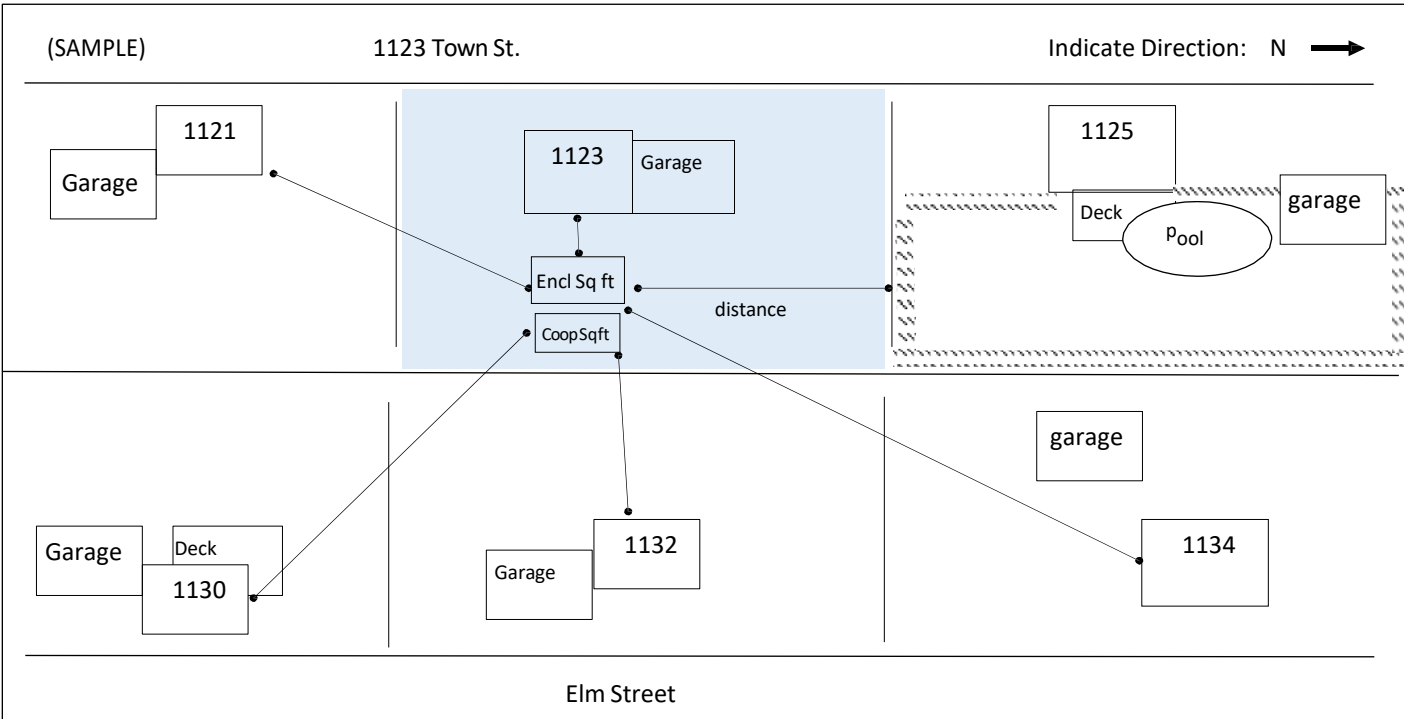 (SAMPLE) 1123 Town St. Indicate Direction: N
1121
Garage
1123
Garage
1125
Deck
pool
garage
Encl Sq ft
distance
CoopSqft
garage
Garage
Deck
1130
1132
Garage
1134
Elm Street